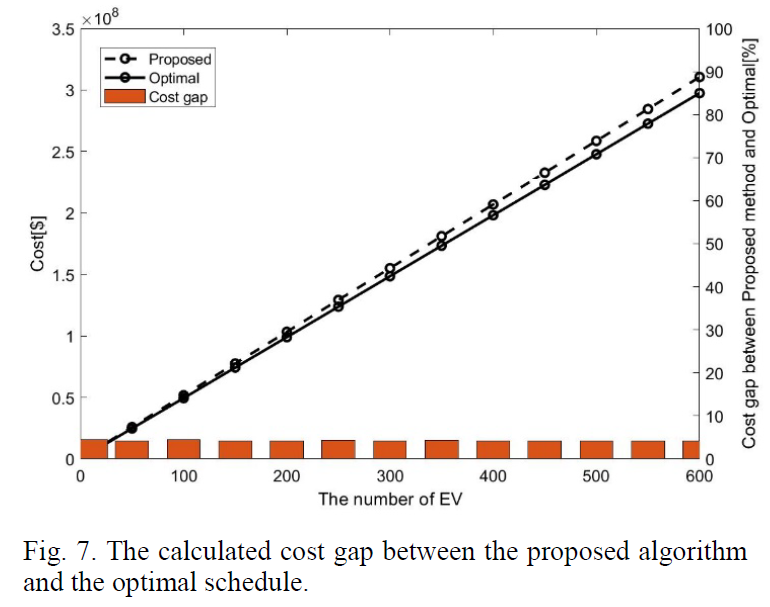 ×10⁸
3.5
3
2.5
2
1.5
1
0.5
0
Cost[$]
Proposed
Optimal
Cost gap
100
90
80
70
60
50
40
30
20
10
0
Cost gap between Proposed method and Optimal[%]
0 100 200 300 400 500 600
The number of EV
Fig. 7. The calculated cost gap between the proposed algorithm
and the optimal schedule.